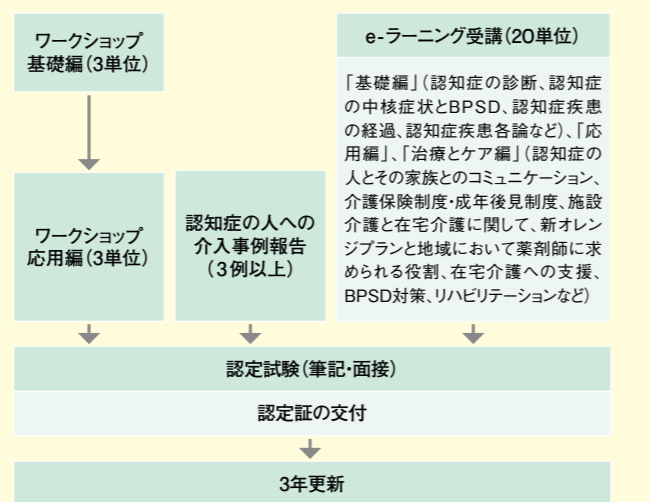 ワークショップ
基礎編（3単位）
ワークショップ
応用編（3単位）
認知症の人への
介入事例報告
（3例以上）
e-ラーニング受講（20単位）
「基礎編」（認知症の診断、認知症
の中核症状とBPSD、認知症疾患
の経過、認知症疾患各論など）、「応
用編」、「治療とケア編」（認知症の
人とその家族とのコミュニケーション、
介護保険制度・成年後見制度、施設
介護と在宅介護に関して、新オレン
ジプランと地域において薬剤師に求
められる役割、在宅介護への支援、
BPSD対策、リハビリテーションなど）
認定試験（筆記・面接）
認定証の交付
3年更新